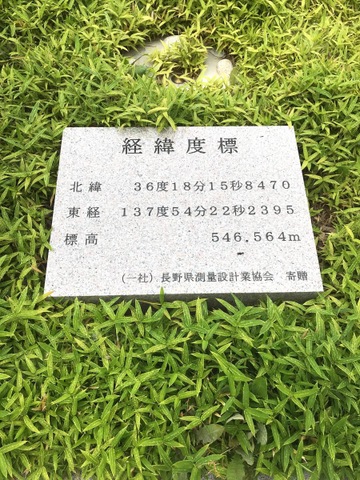 経緯度標
北緯 36度18分15秒8470
東経 137度54分22秒2395
標高 546.564m
(一社)長野県測量設計業協会 寄贈